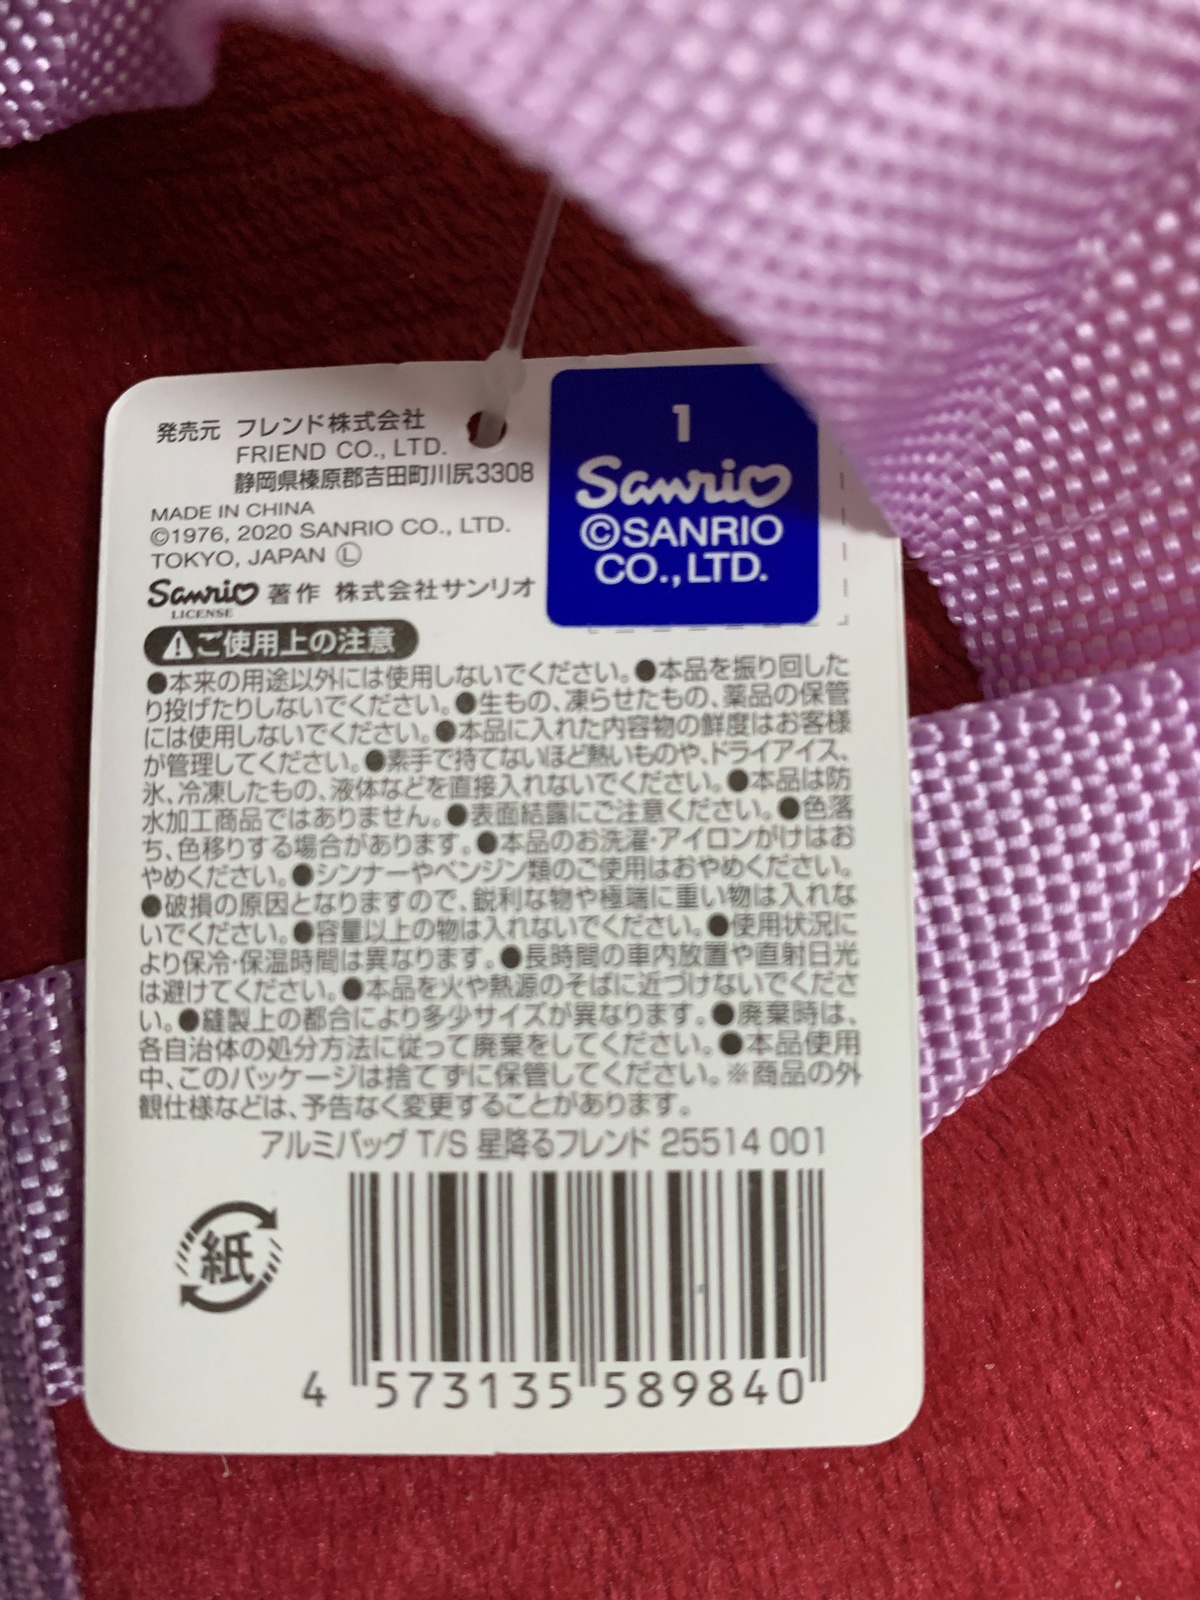 発売元 フレンド株式会社
FRIEND CO., LTD.
静岡県榛原郡吉田町川尻3308
MADE IN CHINA
©1976, 2020 SANRIO CO., LTD.
TOKYO, JAPAN Ⓛ
Sanrio 著作 株式会社サンリオ
LICENSE
1
Sanrio
©SANRIO
CO., LTD.
⚠ご使用上の注意
●本来の用途以外には使用しないでください。●本品を振り回した
り投げたりしないでください。●生もの、凍らせたもの、薬品の保管
には使用しないでください。●本品に入れた内容物の鮮度はお客様
が管理してください。●素手で持てないほど熱いものや、ドライアイス、
氷、冷凍したもの、液体などを直接入れないでください。●本品は防
水加工商品ではありません。●表面結露にご注意ください。●色落
ち、色移りする場合があります。●本品のお洗濯・アイロンがけはお
やめください。●シンナーやベンジン類のご使用はおやめください。
●破損の原因となりますので、鋭利な物や極端に重い物は入れな
いでください。●容量以上の物は入れないでください。●使用状況に
より保冷・保温時間は異なります。●長時間の車内放置や直射日光
は避けてください。●本品を火や熱源のそばに近づけないでくださ
い。●縫製上の都合により多少サイズが異なります。●廃棄時は、
各自治体の処分方法に従って廃棄をしてください。●本品使用
中、このパッケージは捨てずに保管してください。※商品の外
観仕様などは、予告なく変更することがあります。
アルミバッグ T/S 星降るフレンド 25514 001
紙
4 573135 589840